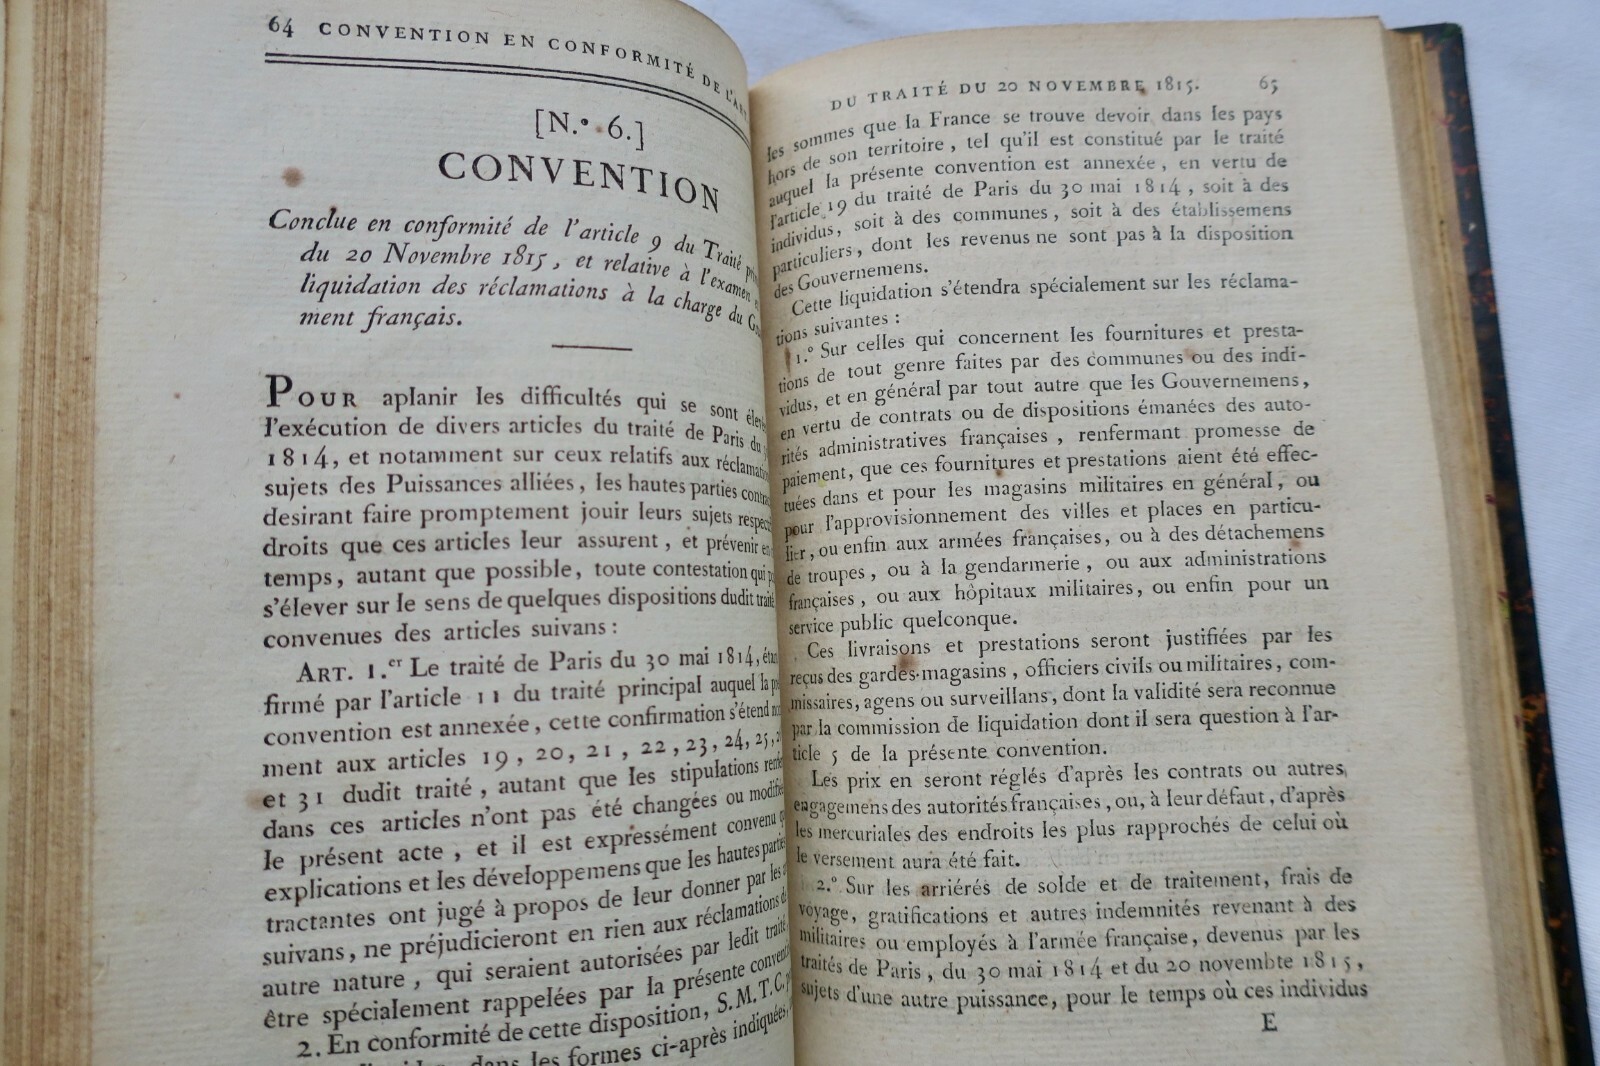 64 CONVENTION EN CONFORMITÉ DE
[N.º 6.]
CONVENTION
Conclue en conformité de l'article 9 du Traité
du 20 Novembre 1815, et relative à l'examen
liquidation des réclamations à la charge du
ment français.
POUR aplanir les difficultés qui se sont
l'exécution de divers articles du traité de Paris du
1814, et notamment sur ceux relatifs aux
sujets des Puissances alliées, les hautes parties
desirant faire promptement jouir leurs sujets
droits que ces articles leur assurent, et prévenir
temps, autant que possible, toute contestation qui
s'élever sur le sens de quelques dispositions dudit
convenues des articles suivans :
ART. 1.er Le traité de Paris du 30 mai 1814,
firmé par l'article 11 du traité principal auquel la
convention est annexée, cette confirmation s'étend
ment aux articles 19, 20, 21, 22, 23, 24, 25,
et 31 dudit traité, autant que les stipulations
dans ces articles n'ont pas été changées ou
le présent acte, et il est expressément convenu
explications et les développemens que les hautes
tractantes ont jugé à propos de leur donner par les
suivans, ne préjudicieront en rien aux réclamations
autre nature, qui seraient autorisées par ledit
être spécialement rappelées par la présente
2. En conformité de cette disposition, S. M. T. C.
dans les formes ci-après indiquées,
DU TRAITÉ DU 20 NOVEMBRE 1815. 65
les sommes que la France se trouve devoir dans les pays
hors de son territoire, tel qu'il est constitué par le traité
auquel la présente convention est annexée, en vertu de
l'article 19 du traité de Paris du 30 mai 1814, soit à des
individus, soit à des communes, soit à des établissemens
particuliers, dont les revenus ne sont pas à la disposition
des Gouvernemens.
Cette liquidation s'étendra spécialement sur les réclama-
tions suivantes :
1.º Sur celles qui concernent les fournitures et presta-
tions de tout genre faites par des communes ou des indi-
vidus, et en général par tout autre que les Gouvernemens,
en vertu de contrats ou de dispositions émanées des auto-
rités administratives françaises, renfermant promesse de
paiement, que ces fournitures et prestations aient été effec-
tuées dans et pour les magasins militaires en général, ou
pour l'approvisionnement des villes et places en particu-
lier, ou enfin aux armées françaises, ou à des détachemens
de troupes, ou à la gendarmerie, ou aux administrations
françaises, ou aux hôpitaux militaires, ou enfin pour un
service public quelconque.
Ces livraisons et prestations seront justifiées par les
reçus des gardes-magasins, officiers civils ou militaires, com-
missaires, agens ou surveillans, dont la validité sera reconnue
par la commission de liquidation dont il sera question à l'ar-
ticle 5 de la présente convention.
Les prix en seront réglés d'après les contrats ou autres
engagemens des autorités françaises, ou, à leur défaut, d'après
les mercuriales des endroits les plus rapprochés de celui où
le versement aura été fait.
2.º Sur les arriérés de solde et de traitement, frais de
voyage, gratifications et autres indemnités revenant à des
militaires ou employés à l'armée française, devenus par les
traités de Paris, du 30 mai 1814 et du 20 novembre 1815,
sujets d'une autre puissance, pour le temps où ces individus
E